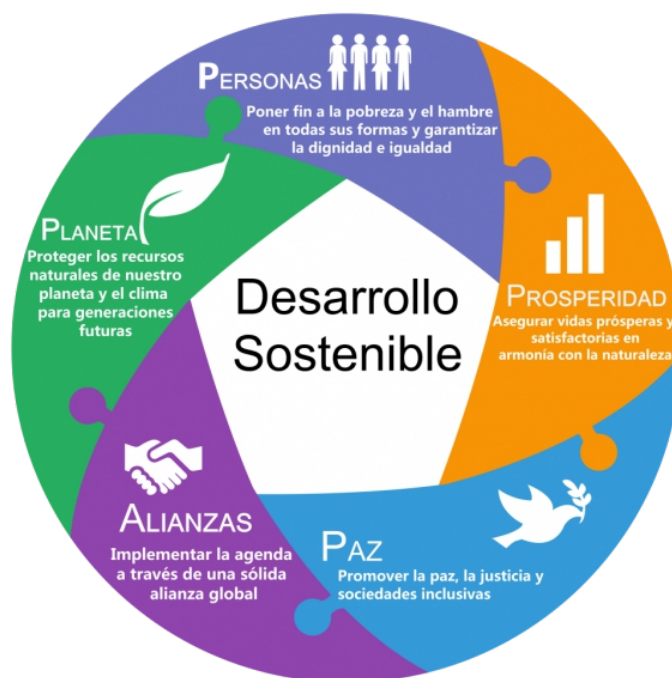 PERSONAS
Poner fin a la pobreza y el hambre
en todas sus formas y garantizar
la dignidad e igualdad
PROSPERIDAD
Asegurar vidas prósperas y
satisfactorias en
armonía con la naturaleza
PAZ
Promover la paz, la justicia y
sociedades inclusivas
ALIANZAS
Implementar la agenda
a través de una sólida
alianza global
PLANETA
Proteger los recursos
naturales de nuestro
planeta y el clima
para generaciones
futuras
Desarrollo
Sostenible